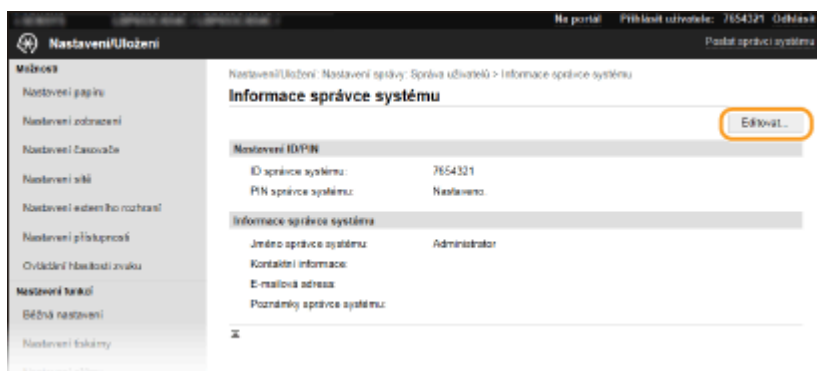 Na portál Přihlásit uživatele: 7654321 Odhlásit
Nastavení/Uložení
Poslat správci systému
Možnosti
Nastavení papíru
Nastavení zobrazení
Nastavení časovače
Nastavení sítě
Nastavení externího rozhraní
Nastavení přístupnosti
Ovládání hlasitosti zvuku
Nastavení funkcí
Běžná nastavení
Nastavení tiskárny
Nastavení/Uložení: Nastavení správy: Správa uživatelů > Informace správce systému
Informace správce systému
Editovat...
Nastavení ID/PIN
ID správce systému: 7654321
PIN správce systému: Nastaveno.
Informace správce systému
Jméno správce systému: Administrator
Kontaktní informace:
E-mailová adresa:
Poznámky správce systému: